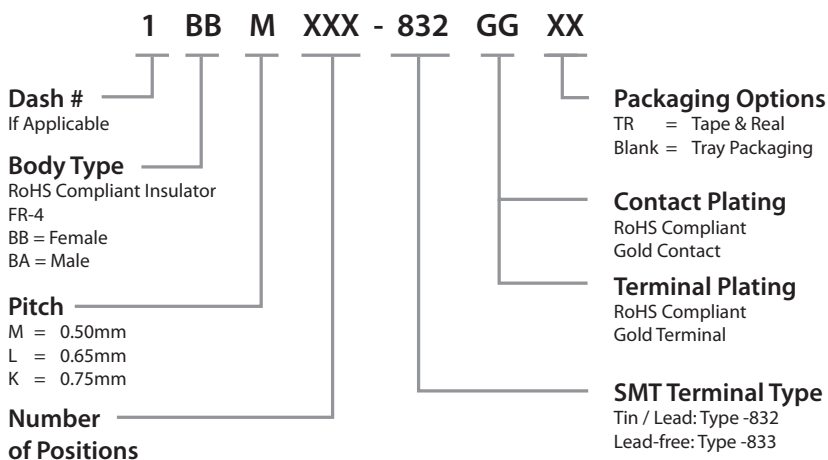 1 BB M XXX - 832 GG XX
Dash #
If Applicable
Body Type
RoHS Compliant Insulator
FR-4
BB = Female
BA = Male
Pitch
M = 0.50mm
L = 0.65mm
K = 0.75mm
Number
of Positions
Packaging Options
TR = Tape & Real
Blank = Tray Packaging
Contact Plating
RoHS Compliant
Gold Contact
Terminal Plating
RoHS Compliant
Gold Terminal
SMT Terminal Type
Tin / Lead: Type -832
Lead-free: Type -833